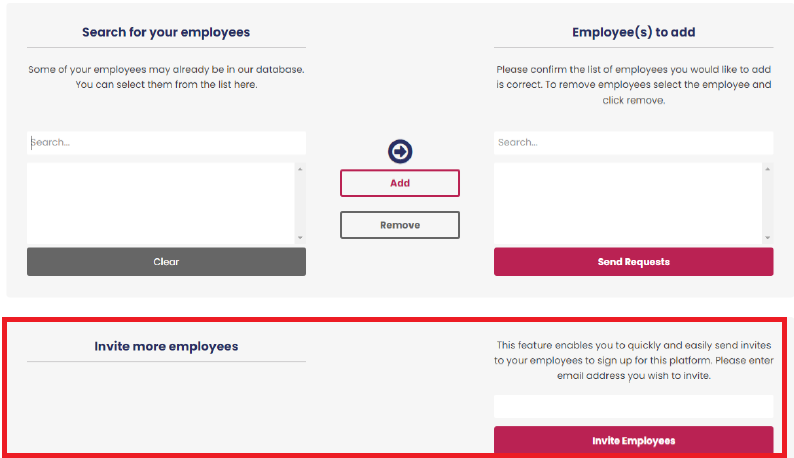 Search for your employees
Some of your employees may already be in our database.
You can select them from the list here.
Search...
Clear
Add
Remove
Employee(s) to add
Please confirm the list of employees you would like to add
is correct. To remove employees select the employee and
click remove.
Search...
Send Requests
Invite more employees
This feature enables you to quickly and easily send invites
to your employees to sign up for this platform. Please enter
email address you wish to invite.
Invite Employees